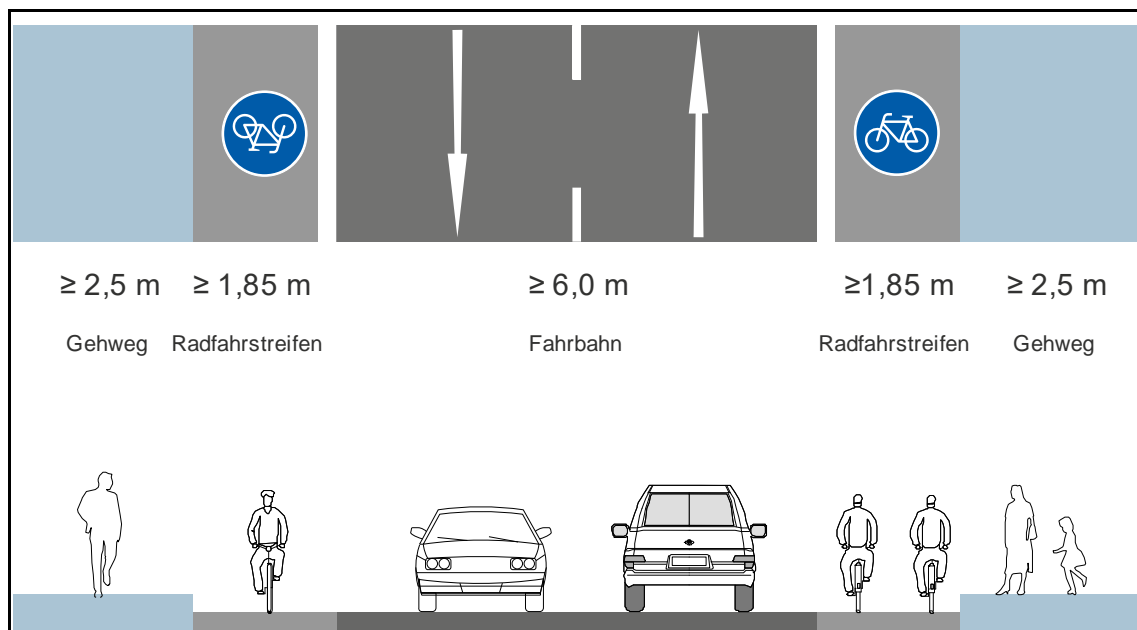 ≥ 2,5 m ≥ 1,85 m ≥ 6,0 m ≥1,85 m ≥ 2,5 m
Gehweg Radfahrstreifen Fahrbahn Radfahrstreifen Gehweg